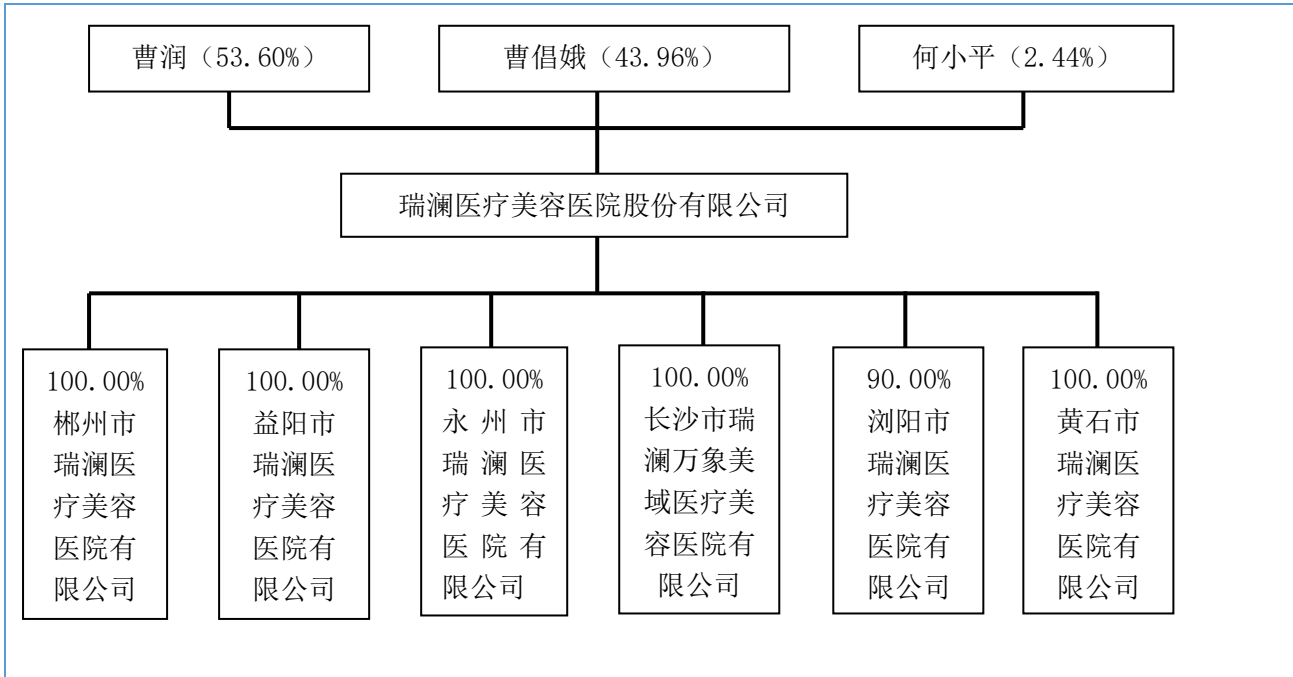 曹润（53.60%）
曹倡娥（43.96%）
何小平（2.44%）
瑞澜医疗美容医院股份有限公司
100.00%
郴州市
瑞澜医
疗美容
医院有
限公司
100.00%
益阳市
瑞澜医
疗美容
医院有
限公司
100.00%
永州市
瑞澜医
疗美容
医院有
限公司
100.00%
长沙市瑞
澜万象美
域医疗美
容医院有
限公司
90.00%
浏阳市
瑞澜医
疗美容
医院有
限公司
100.00%
黄石市
瑞澜医
疗美容
医院有
限公司